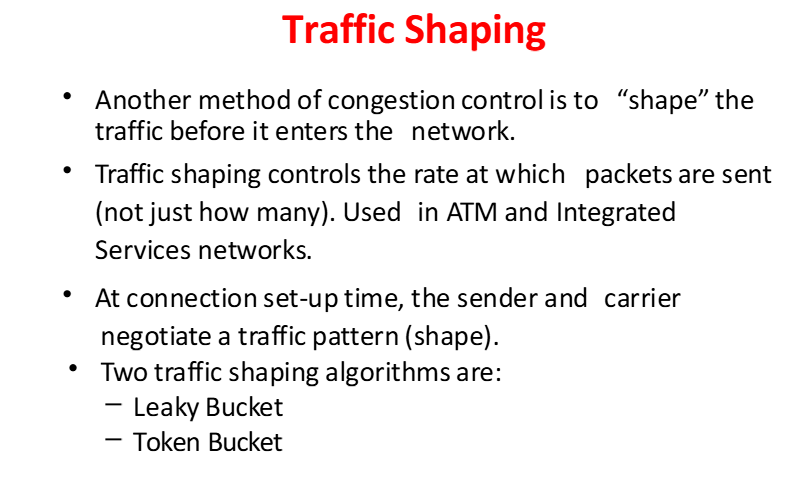 Traffic Shaping
• Another method of congestion control is to “shape” the
traffic before it enters the network.
• Traffic shaping controls the rate at which packets are sent
(not just how many). Used in ATM and Integrated
Services networks.
• At connection set-up time, the sender and carrier
negotiate a traffic pattern (shape).
• Two traffic shaping algorithms are:
– Leaky Bucket
– Token Bucket